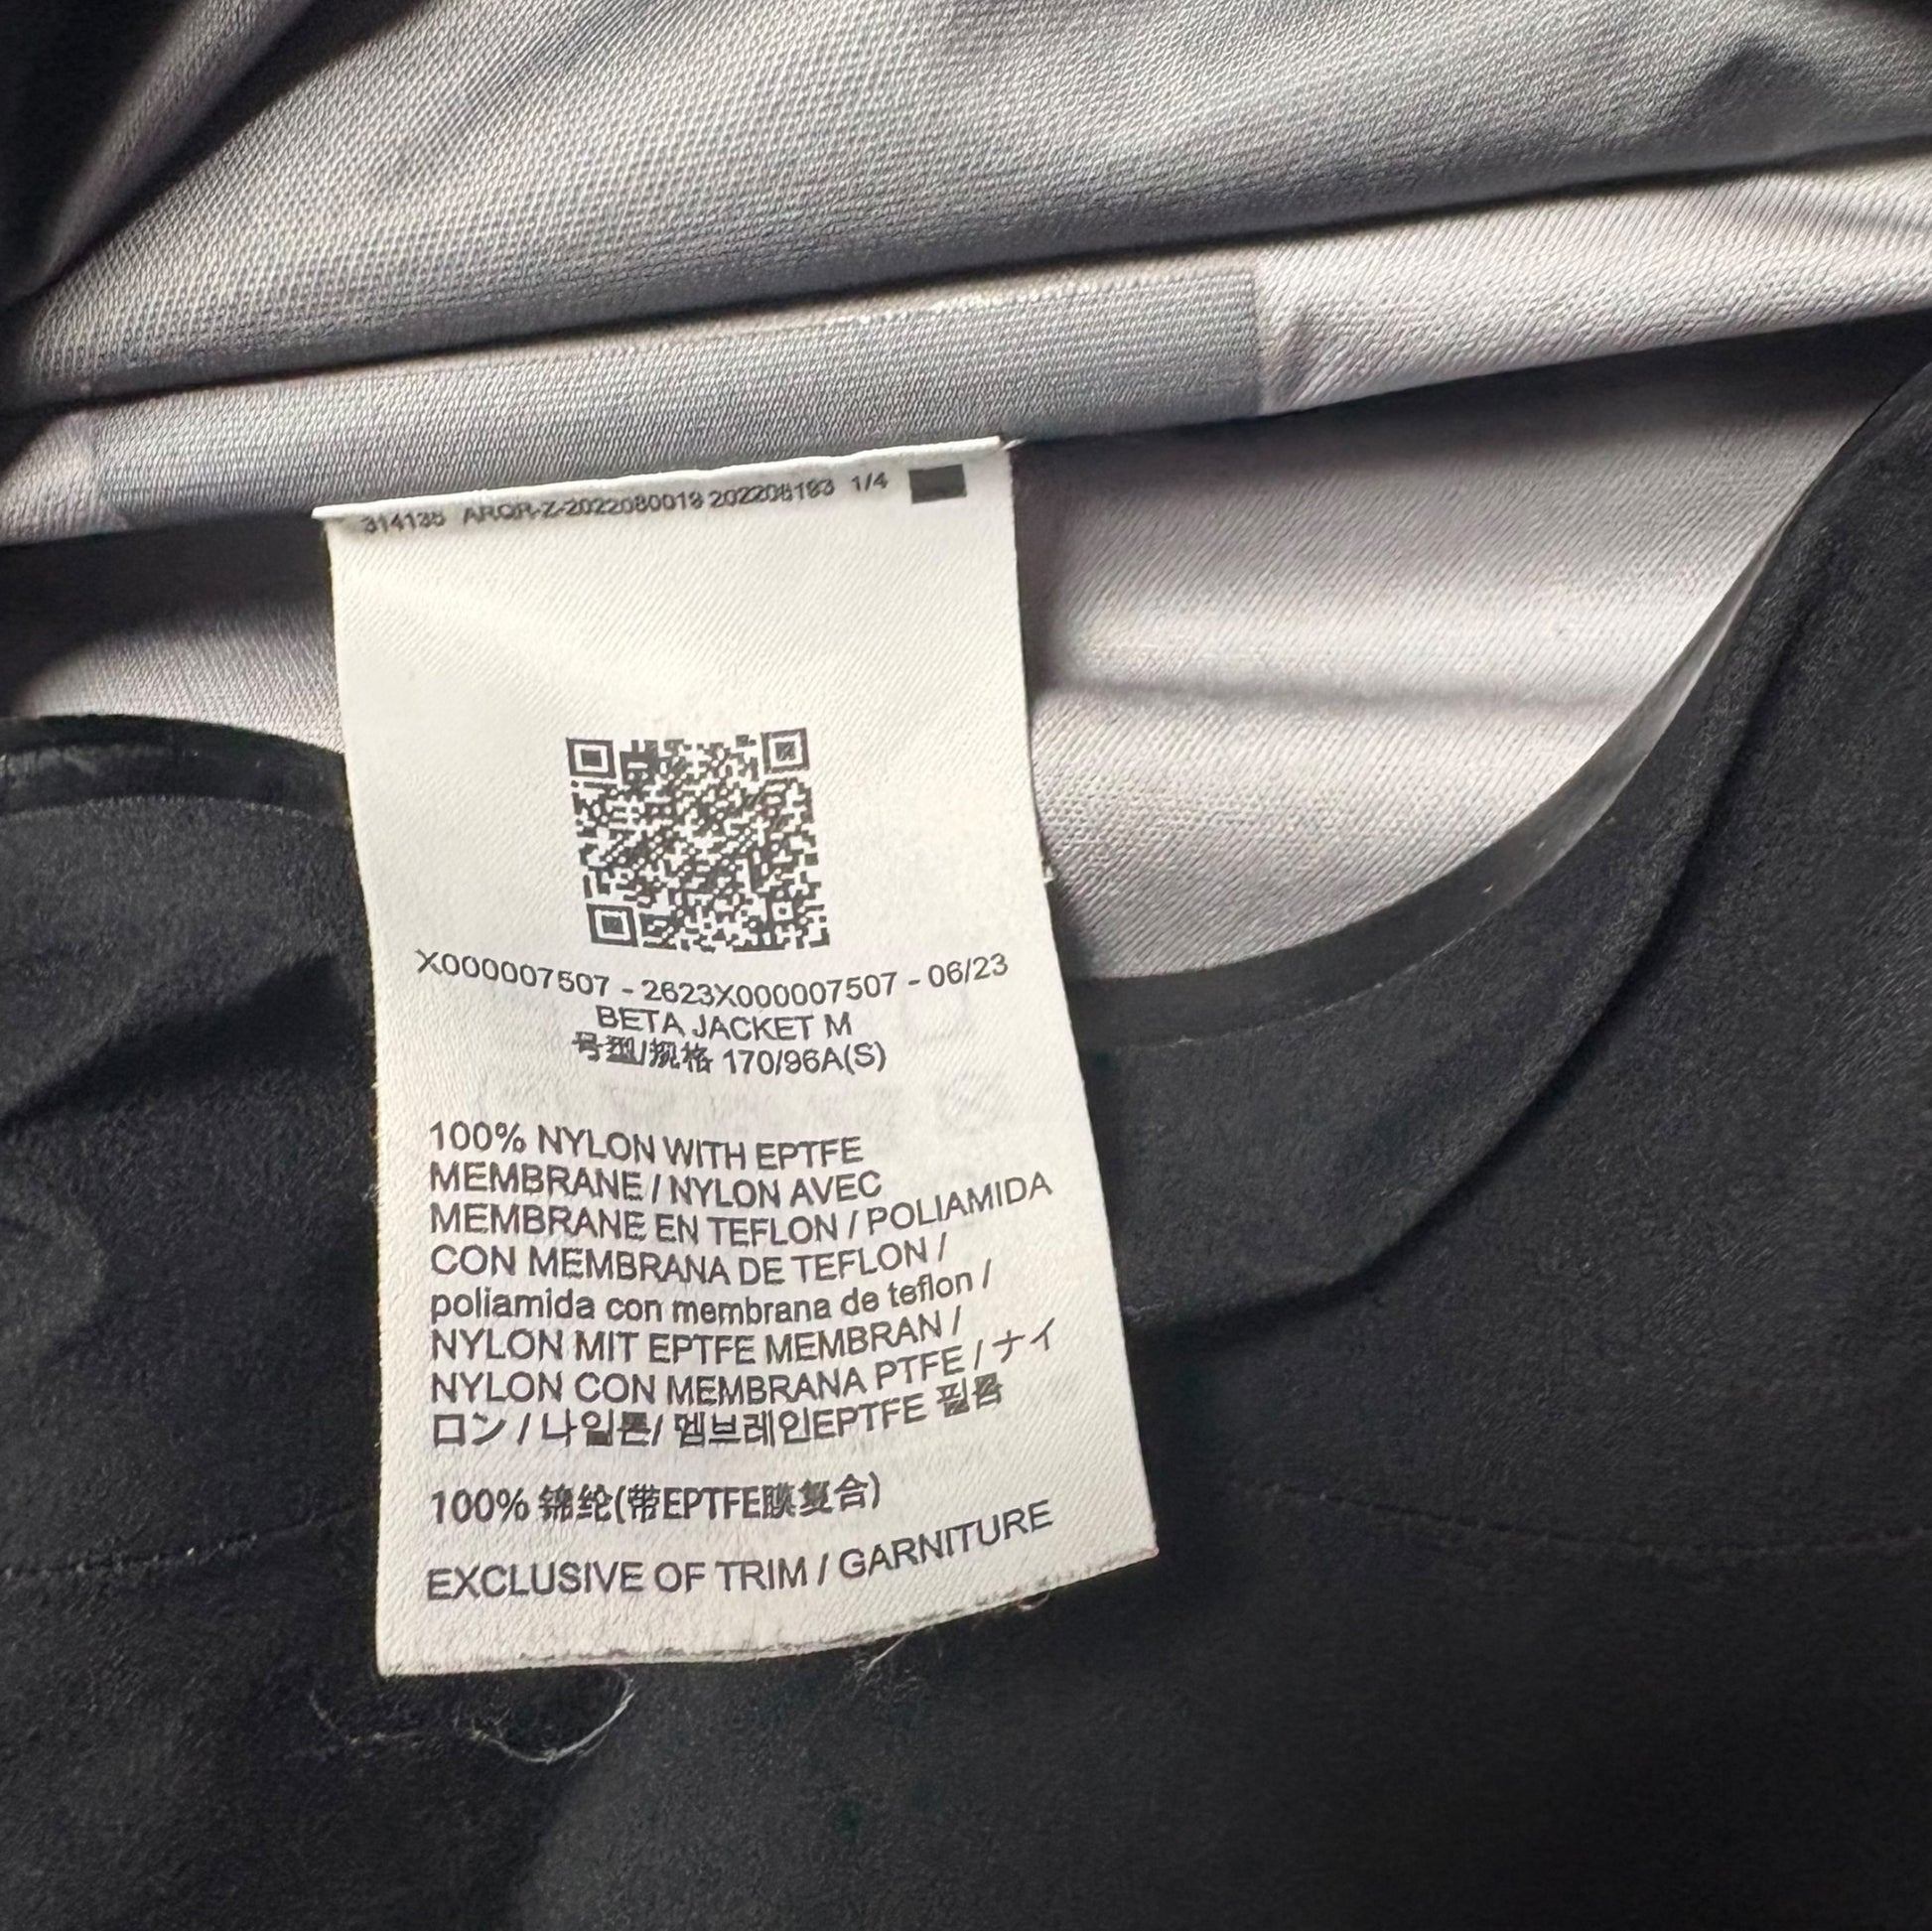 314135 ARQR-Z-2022080019 202208193 1/4
X000007507 - 2623X000007507 - 06/23
BETA JACKET M
号型/规格 170/96A(S)
100% NYLON WITH EPTFE
MEMBRANE / NYLON AVEC
MEMBRANE EN TEFLON / POLIAMIDA
CON MEMBRANA DE TEFLON /
poliamida con membrana de teflon /
NYLON MIT EPTFE MEMBRAN /
NYLON CON MEMBRANA PTFE / ナイ
ロン / 나일론/ 멤브레인EPTFE 필름
100% 锦纶(带EPTFE膜复合)
EXCLUSIVE OF TRIM / GARNITURE